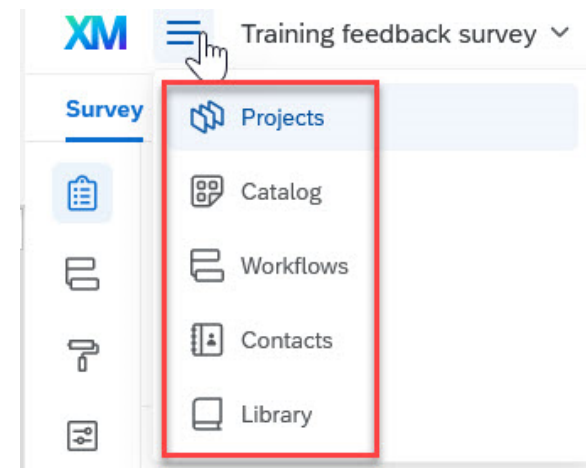 XM
Training feedback survey
Survey
Projects
Catalog
Workflows
Contacts
Library